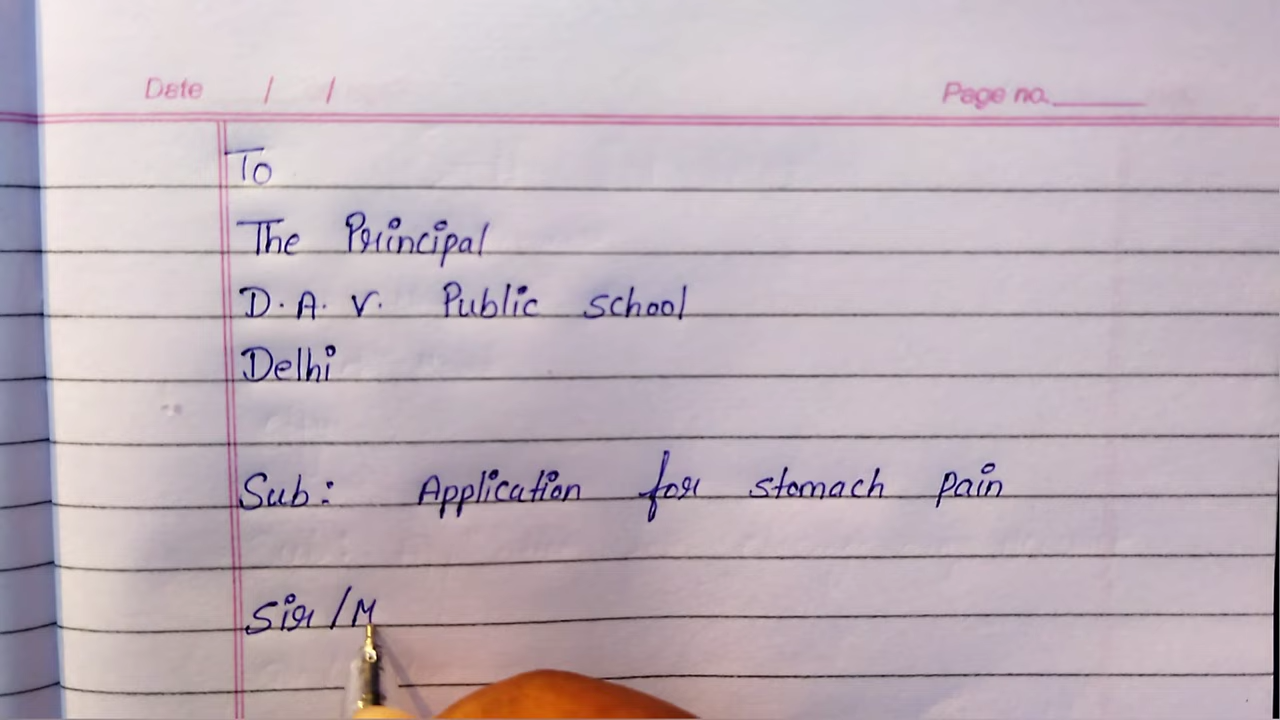 Date / /
Page no.
To
The Principal
D.A.V. Public school
Delhi
Sub: Application for stomach pain
Sir/M